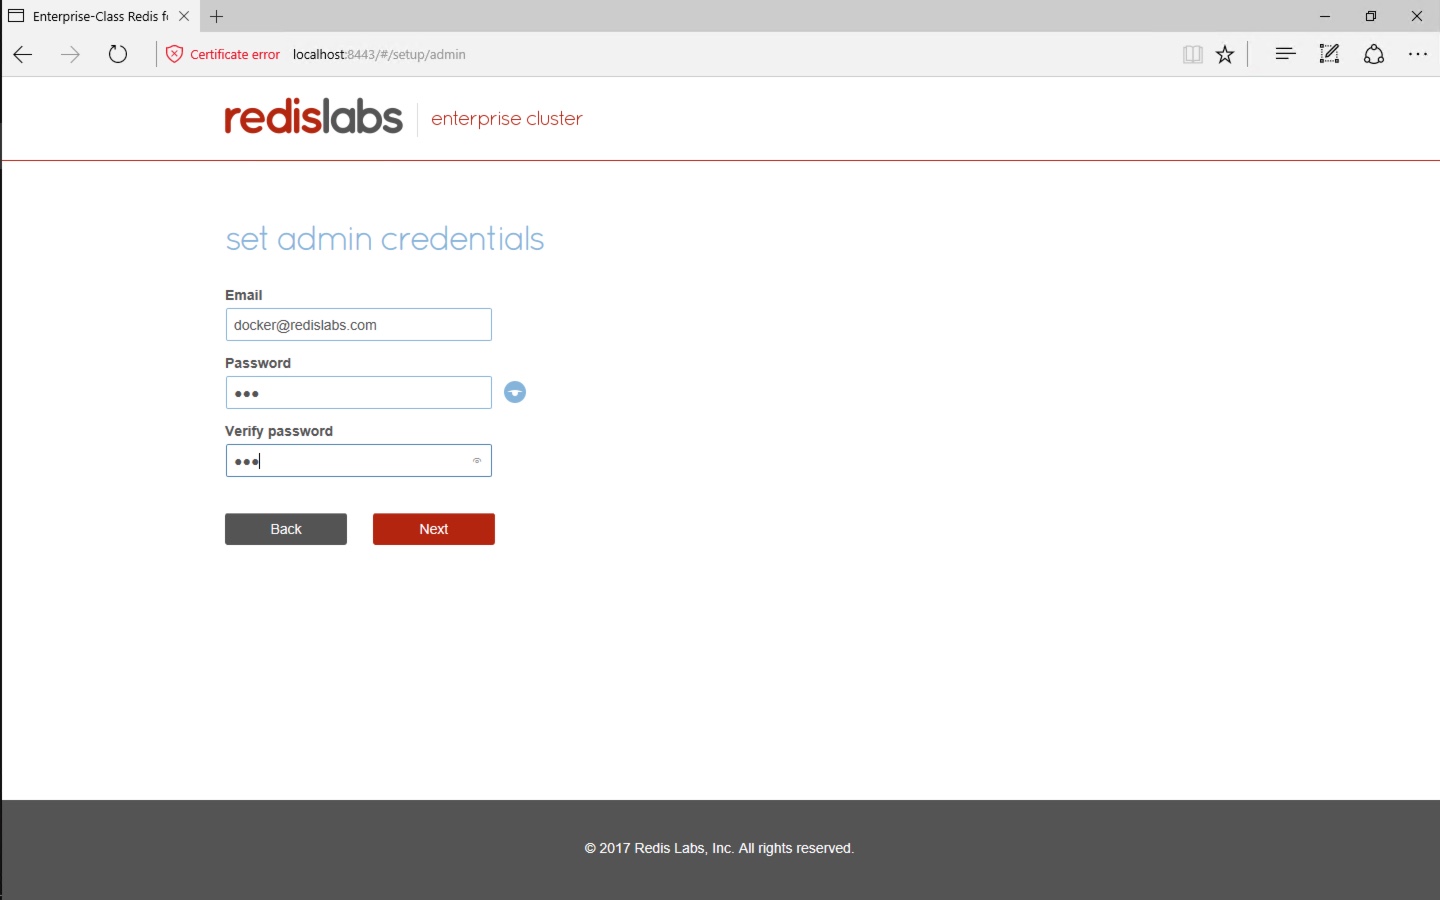 Enterprise-Class Redis f
Certificate error localhost:8443/#/setup/admin
redislabs enterprise cluster
set admin credentials
Email
docker@redislabs.com
Password
•••
Verify password
•••
Back Next
© 2017 Redis Labs, Inc. All rights reserved.